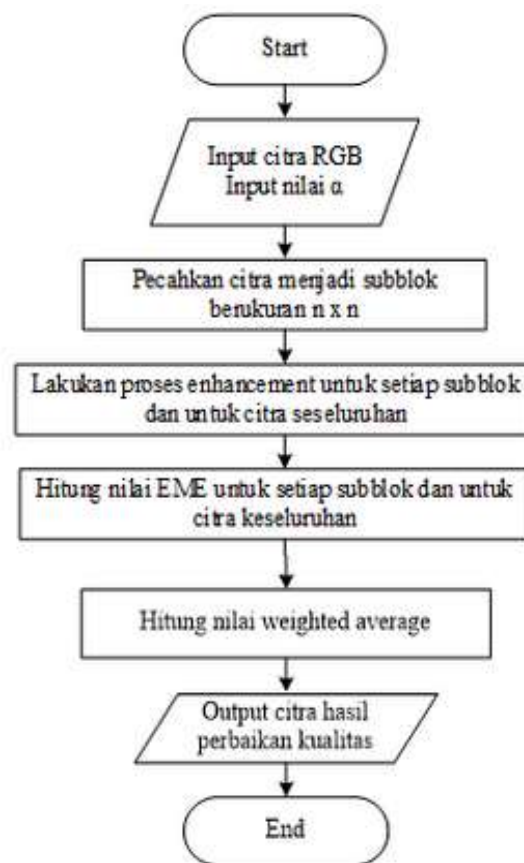 Start
Input citra RGB
Input nilai α
Pecahkan citra menjadi subblok
berukuran n x n
Lakukan proses enhancement untuk setiap subblok
dan untuk citra seseluruhan
Hitung nilai EME untuk setiap subblok dan untuk
citra keseluruhan
Hitung nilai weighted average
Output citra hasil
perbaikan kualitas
End